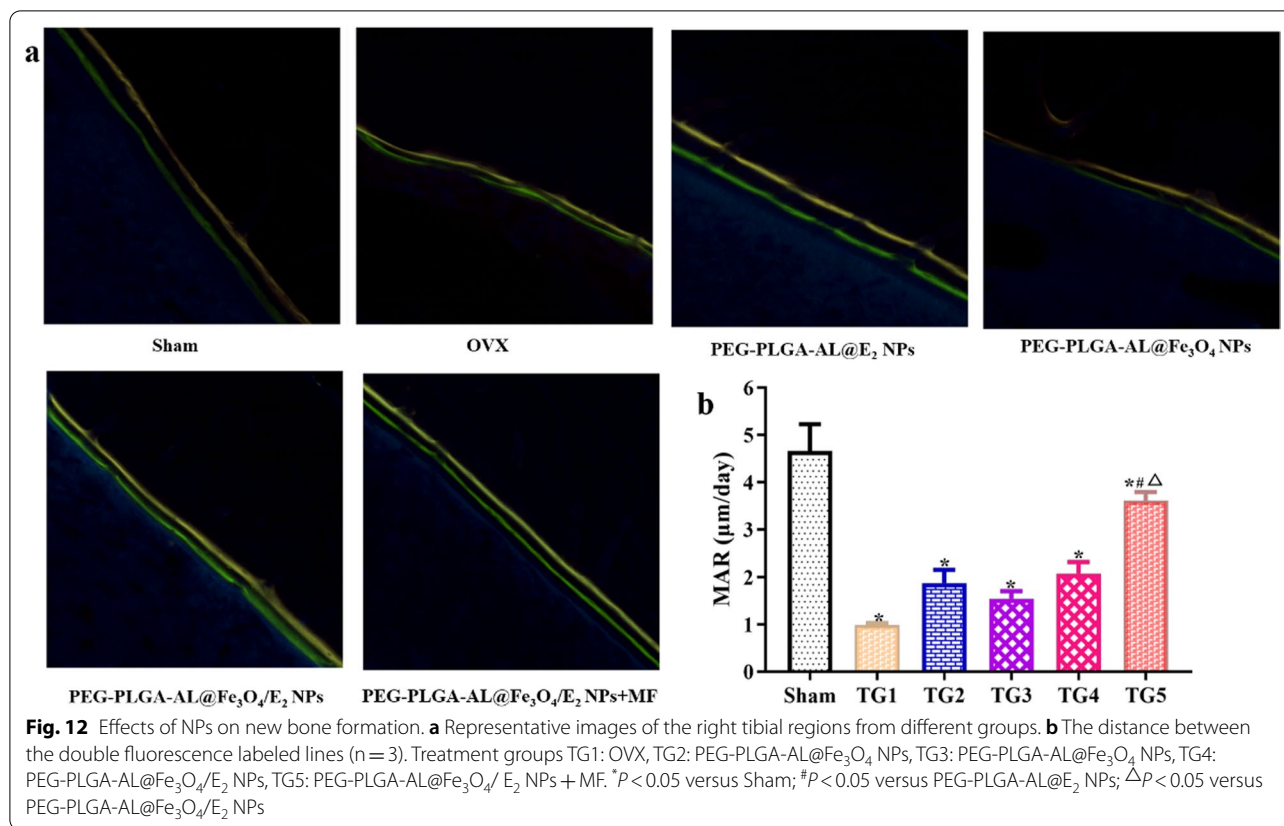 a
Sham
OVX
PEG-PLGA-AL@E₂ NPs
PEG-PLGA-AL@Fe₃O₄ NPs
PEG-PLGA-AL@Fe₃O₄/E₂ NPs
PEG-PLGA-AL@Fe₃O₄/E₂ NPs+MF
b
MAR (μm/day)
6
5
4
3
2
1
0
*
*
*
*
*#△
Sham TG1 TG2 TG3 TG4 TG5
Fig. 12 Effects of NPs on new bone formation. a Representative images of the right tibial regions from different groups. b The distance between
the double fluorescence labeled lines (n = 3). Treatment groups TG1: OVX, TG2: PEG-PLGA-AL@Fe₃O₄ NPs, TG3: PEG-PLGA-AL@Fe₃O₄ NPs, TG4:
PEG-PLGA-AL@Fe₃O₄/E₂ NPs, TG5: PEG-PLGA-AL@Fe₃O₄/ E₂ NPs + MF. *P < 0.05 versus Sham; #P < 0.05 versus PEG-PLGA-AL@E₂ NPs; △P < 0.05 versus
PEG-PLGA-AL@Fe₃O₄/E₂ NPs